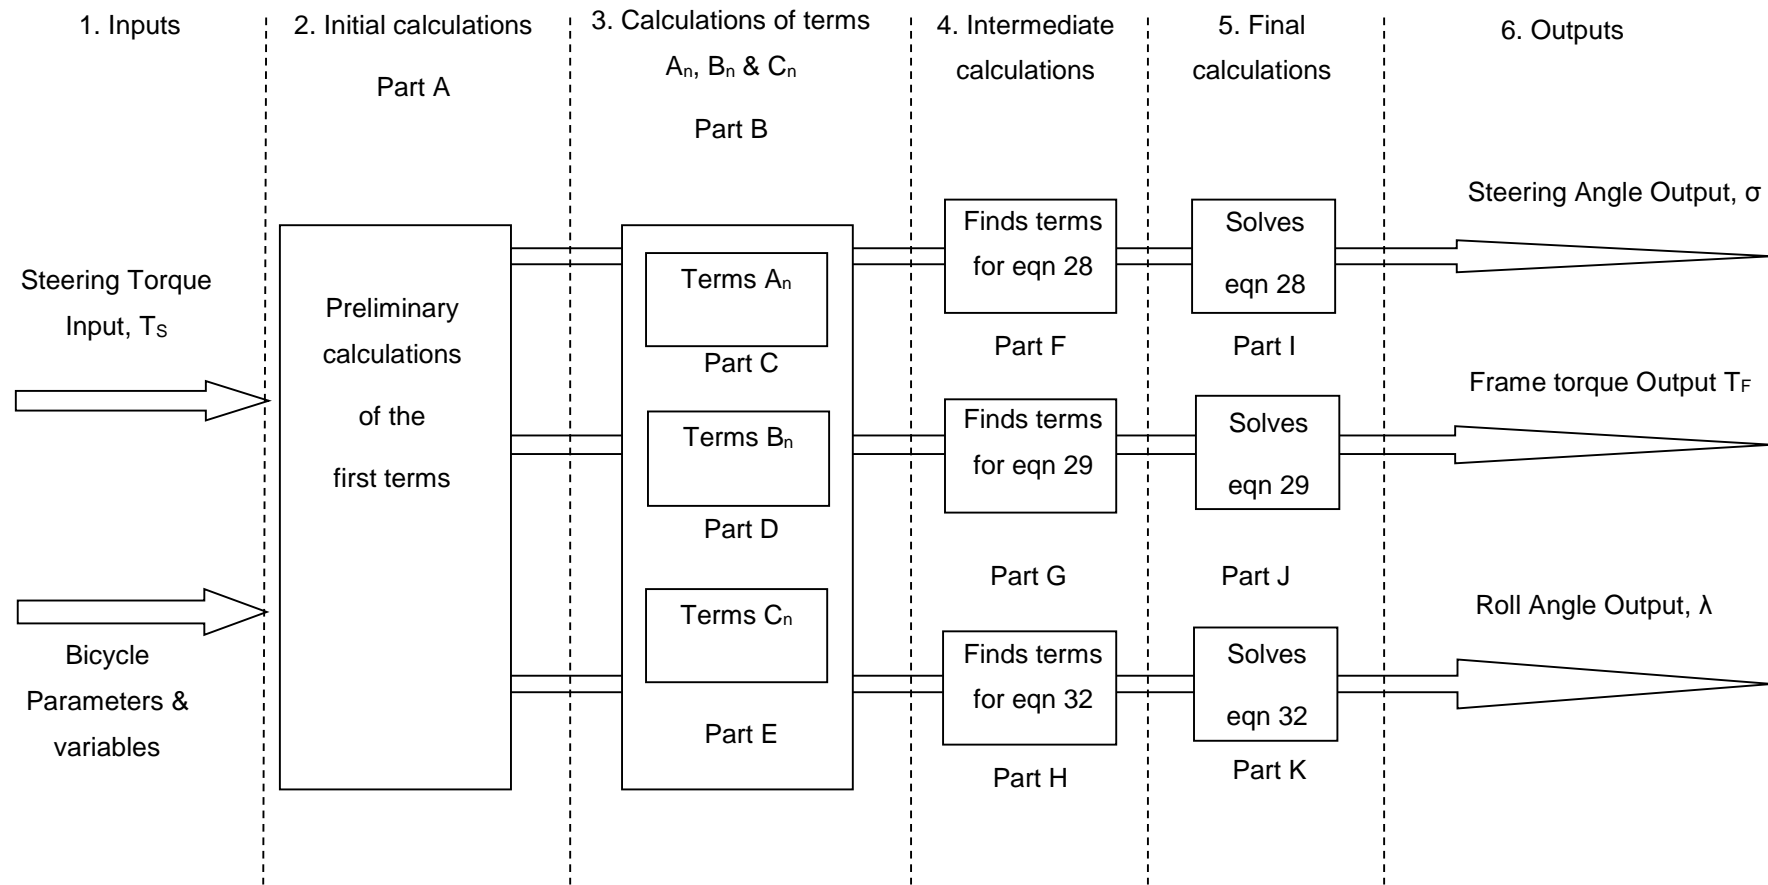 1. Inputs
2. Initial calculations
Part A
3. Calculations of terms
Aₙ, Bₙ & Cₙ
Part B
4. Intermediate
calculations
5. Final
calculations
6. Outputs
Steering Torque
Input, Tₛ
Bicycle
Parameters &
variables
Preliminary
calculations
of the
first terms
Terms Aₙ
Part C
Terms Bₙ
Part D
Terms Cₙ
Part E
Finds terms
for eqn 28
Part F
Finds terms
for eqn 29
Part G
Finds terms
for eqn 32
Part H
Solves
eqn 28
Part I
Solves
eqn 29
Part J
Solves
eqn 32
Part K
Steering Angle Output, σ
Frame torque Output TF
Roll Angle Output, λ